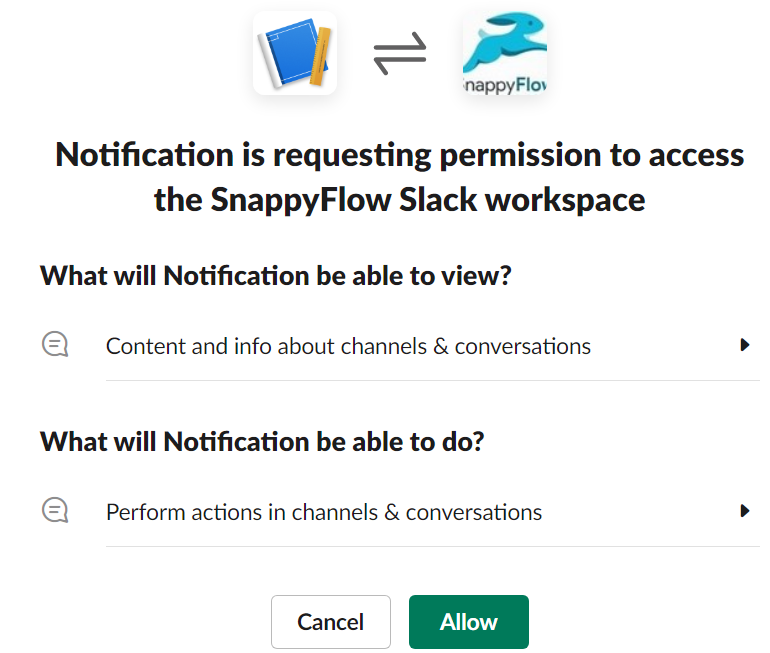 nappyFlow
Notification is requesting permission to access
the SnappyFlow Slack workspace
What will Notification be able to view?
Content and info about channels & conversations
What will Notification be able to do?
Perform actions in channels & conversations
Cancel
Allow